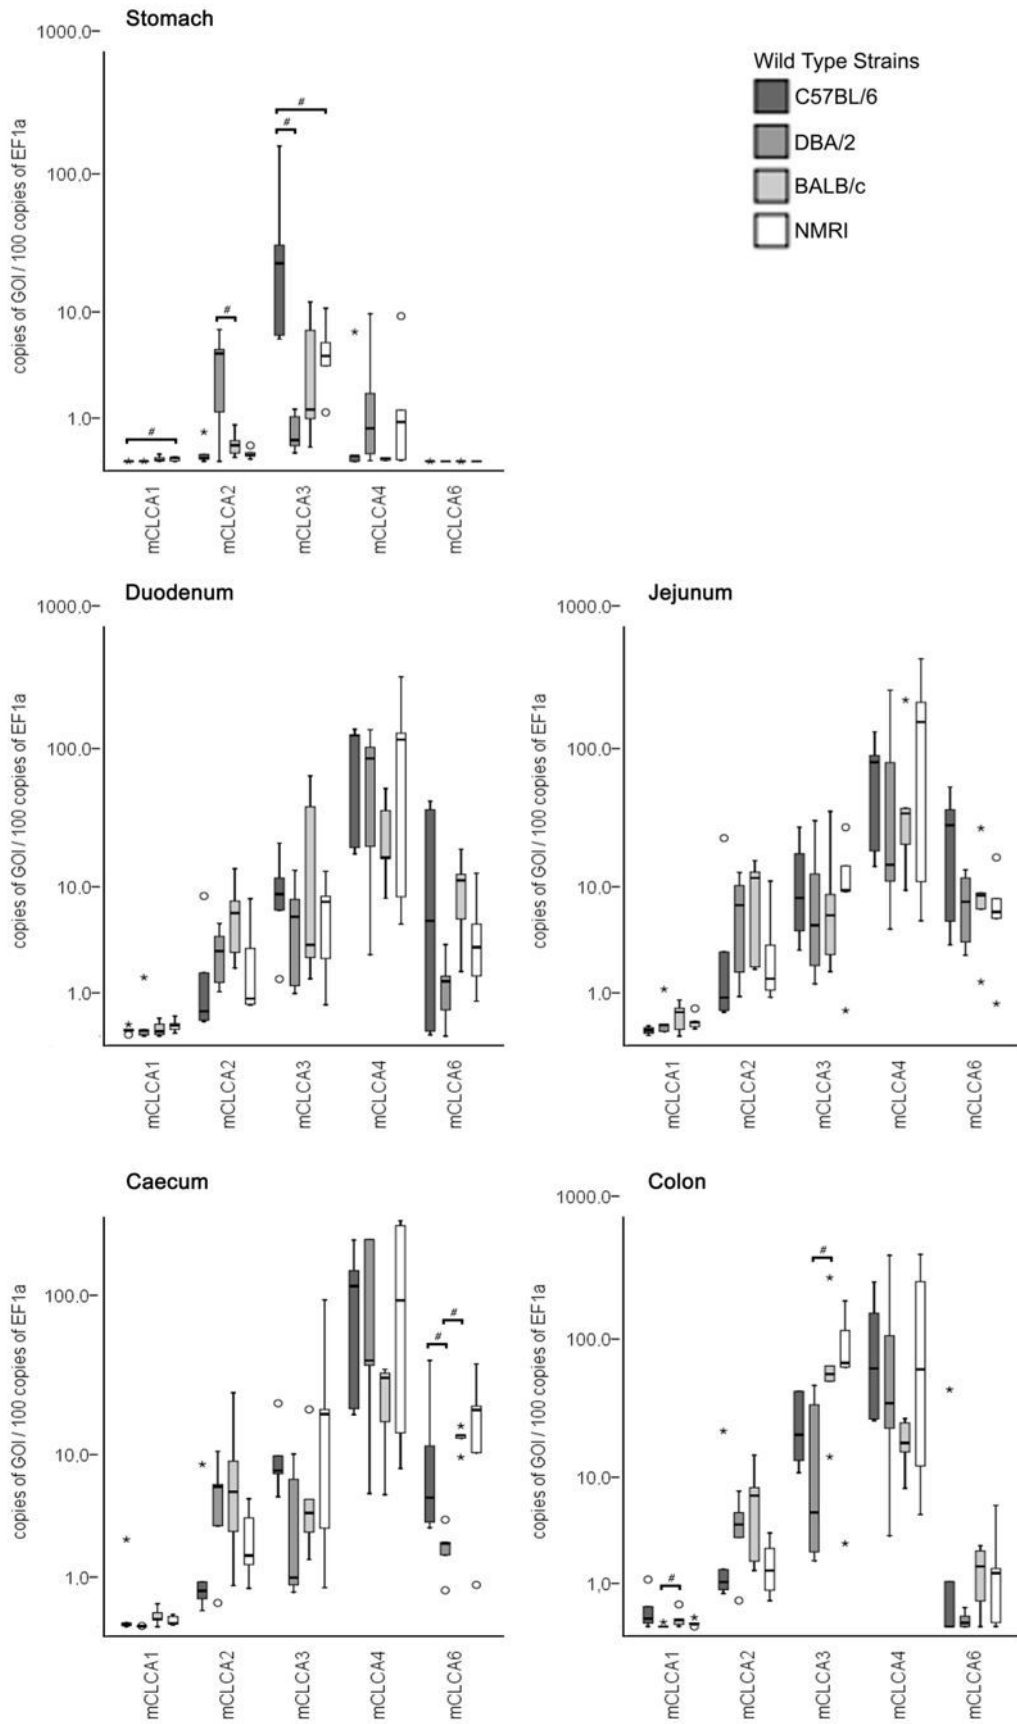 Stomach
1000.0
100.0
10.0
1.0
copies of GOI / 100 copies of EF1a
#
#
#
#
*
*
*
*
*
*
mCLCA1
mCLCA2
mCLCA3
mCLCA4
mCLCA6
Wild Type Strains
C57BL/6
DBA/2
BALB/c
NMRI
Duodenum
1000.0
100.0
10.0
1.0
copies of GOI / 100 copies of EF1a
*
*
mCLCA1
mCLCA2
mCLCA3
mCLCA4
mCLCA6
Jejunum
1000.0
100.0
10.0
1.0
copies of GOI / 100 copies of EF1a
*
*
*
*
*
*
mCLCA1
mCLCA2
mCLCA3
mCLCA4
mCLCA6
Caecum
100.0
10.0
1.0
copies of GOI / 100 copies of EF1a
#
#
*
*
*
*
mCLCA1
mCLCA2
mCLCA3
mCLCA4
mCLCA6
Colon
1000.0
100.0
10.0
1,0
copies of GOI / 100 copies of EF1a
#
#
*
*
*
*
*
*
*
mCLCA1
mCLCA2
mCLCA3
mCLCA4
mCLCA6